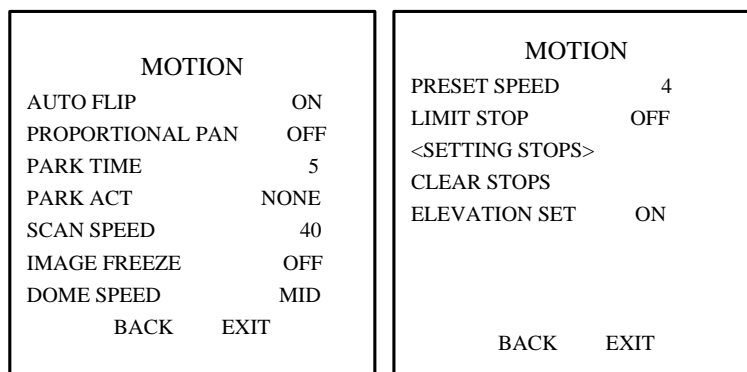 MOTION
AUTO FLIP ON
PROPORTIONAL PAN OFF
PARK TIME 5
PARK ACT NONE
SCAN SPEED 40
IMAGE FREEZE OFF
DOME SPEED MID
BACK EXIT
MOTION
PRESET SPEED 4
LIMIT STOP OFF
<SETTING STOPS>
CLEAR STOPS
ELEVATION SET ON
BACK EXIT